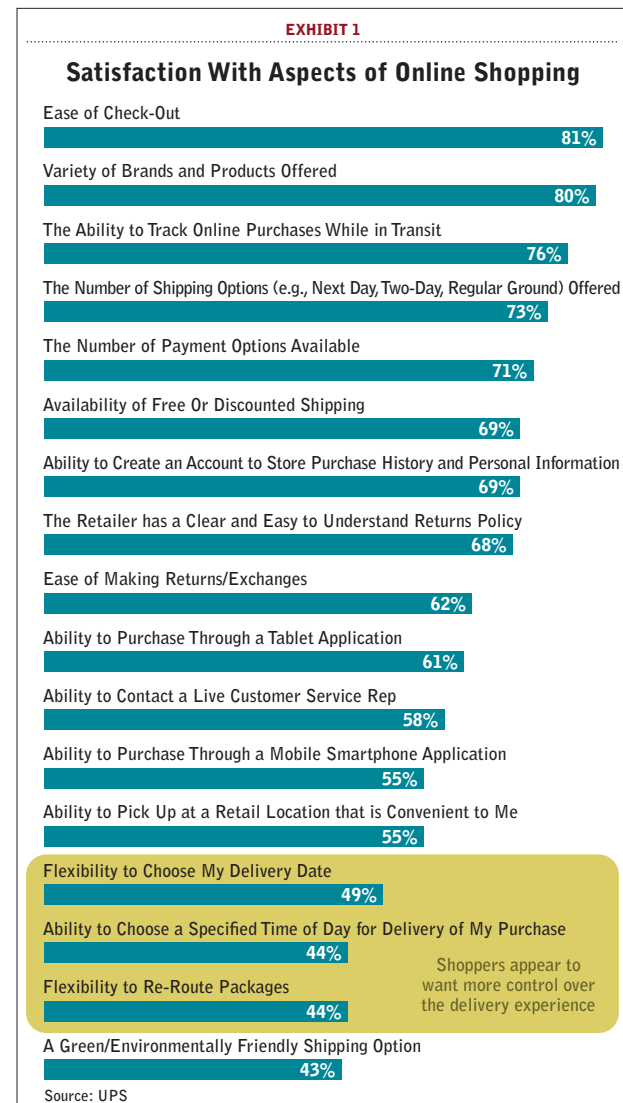 EXHIBIT 1
Satisfaction With Aspects of Online Shopping
Ease of Check-Out
81%
Variety of Brands and Products Offered
80%
The Ability to Track Online Purchases While in Transit
76%
The Number of Shipping Options (e.g., Next Day, Two-Day, Regular Ground) Offered
73%
The Number of Payment Options Available
71%
Availability of Free Or Discounted Shipping
69%
Ability to Create an Account to Store Purchase History and Personal Information
69%
The Retailer has a Clear and Easy to Understand Returns Policy
68%
Ease of Making Returns/Exchanges
62%
Ability to Purchase Through a Tablet Application
61%
Ability to Contact a Live Customer Service Rep
58%
Ability to Purchase Through a Mobile Smartphone Application
55%
Ability to Pick Up at a Retail Location that is Convenient to Me
55%
Flexibility to Choose My Delivery Date
49%
Ability to Choose a Specified Time of Day for Delivery of My Purchase
44%
Flexibility to Re-Route Packages
44%
Shoppers appear to
want more control over
the delivery experience
A Green/Environmentally Friendly Shipping Option
43%
Source: UPS